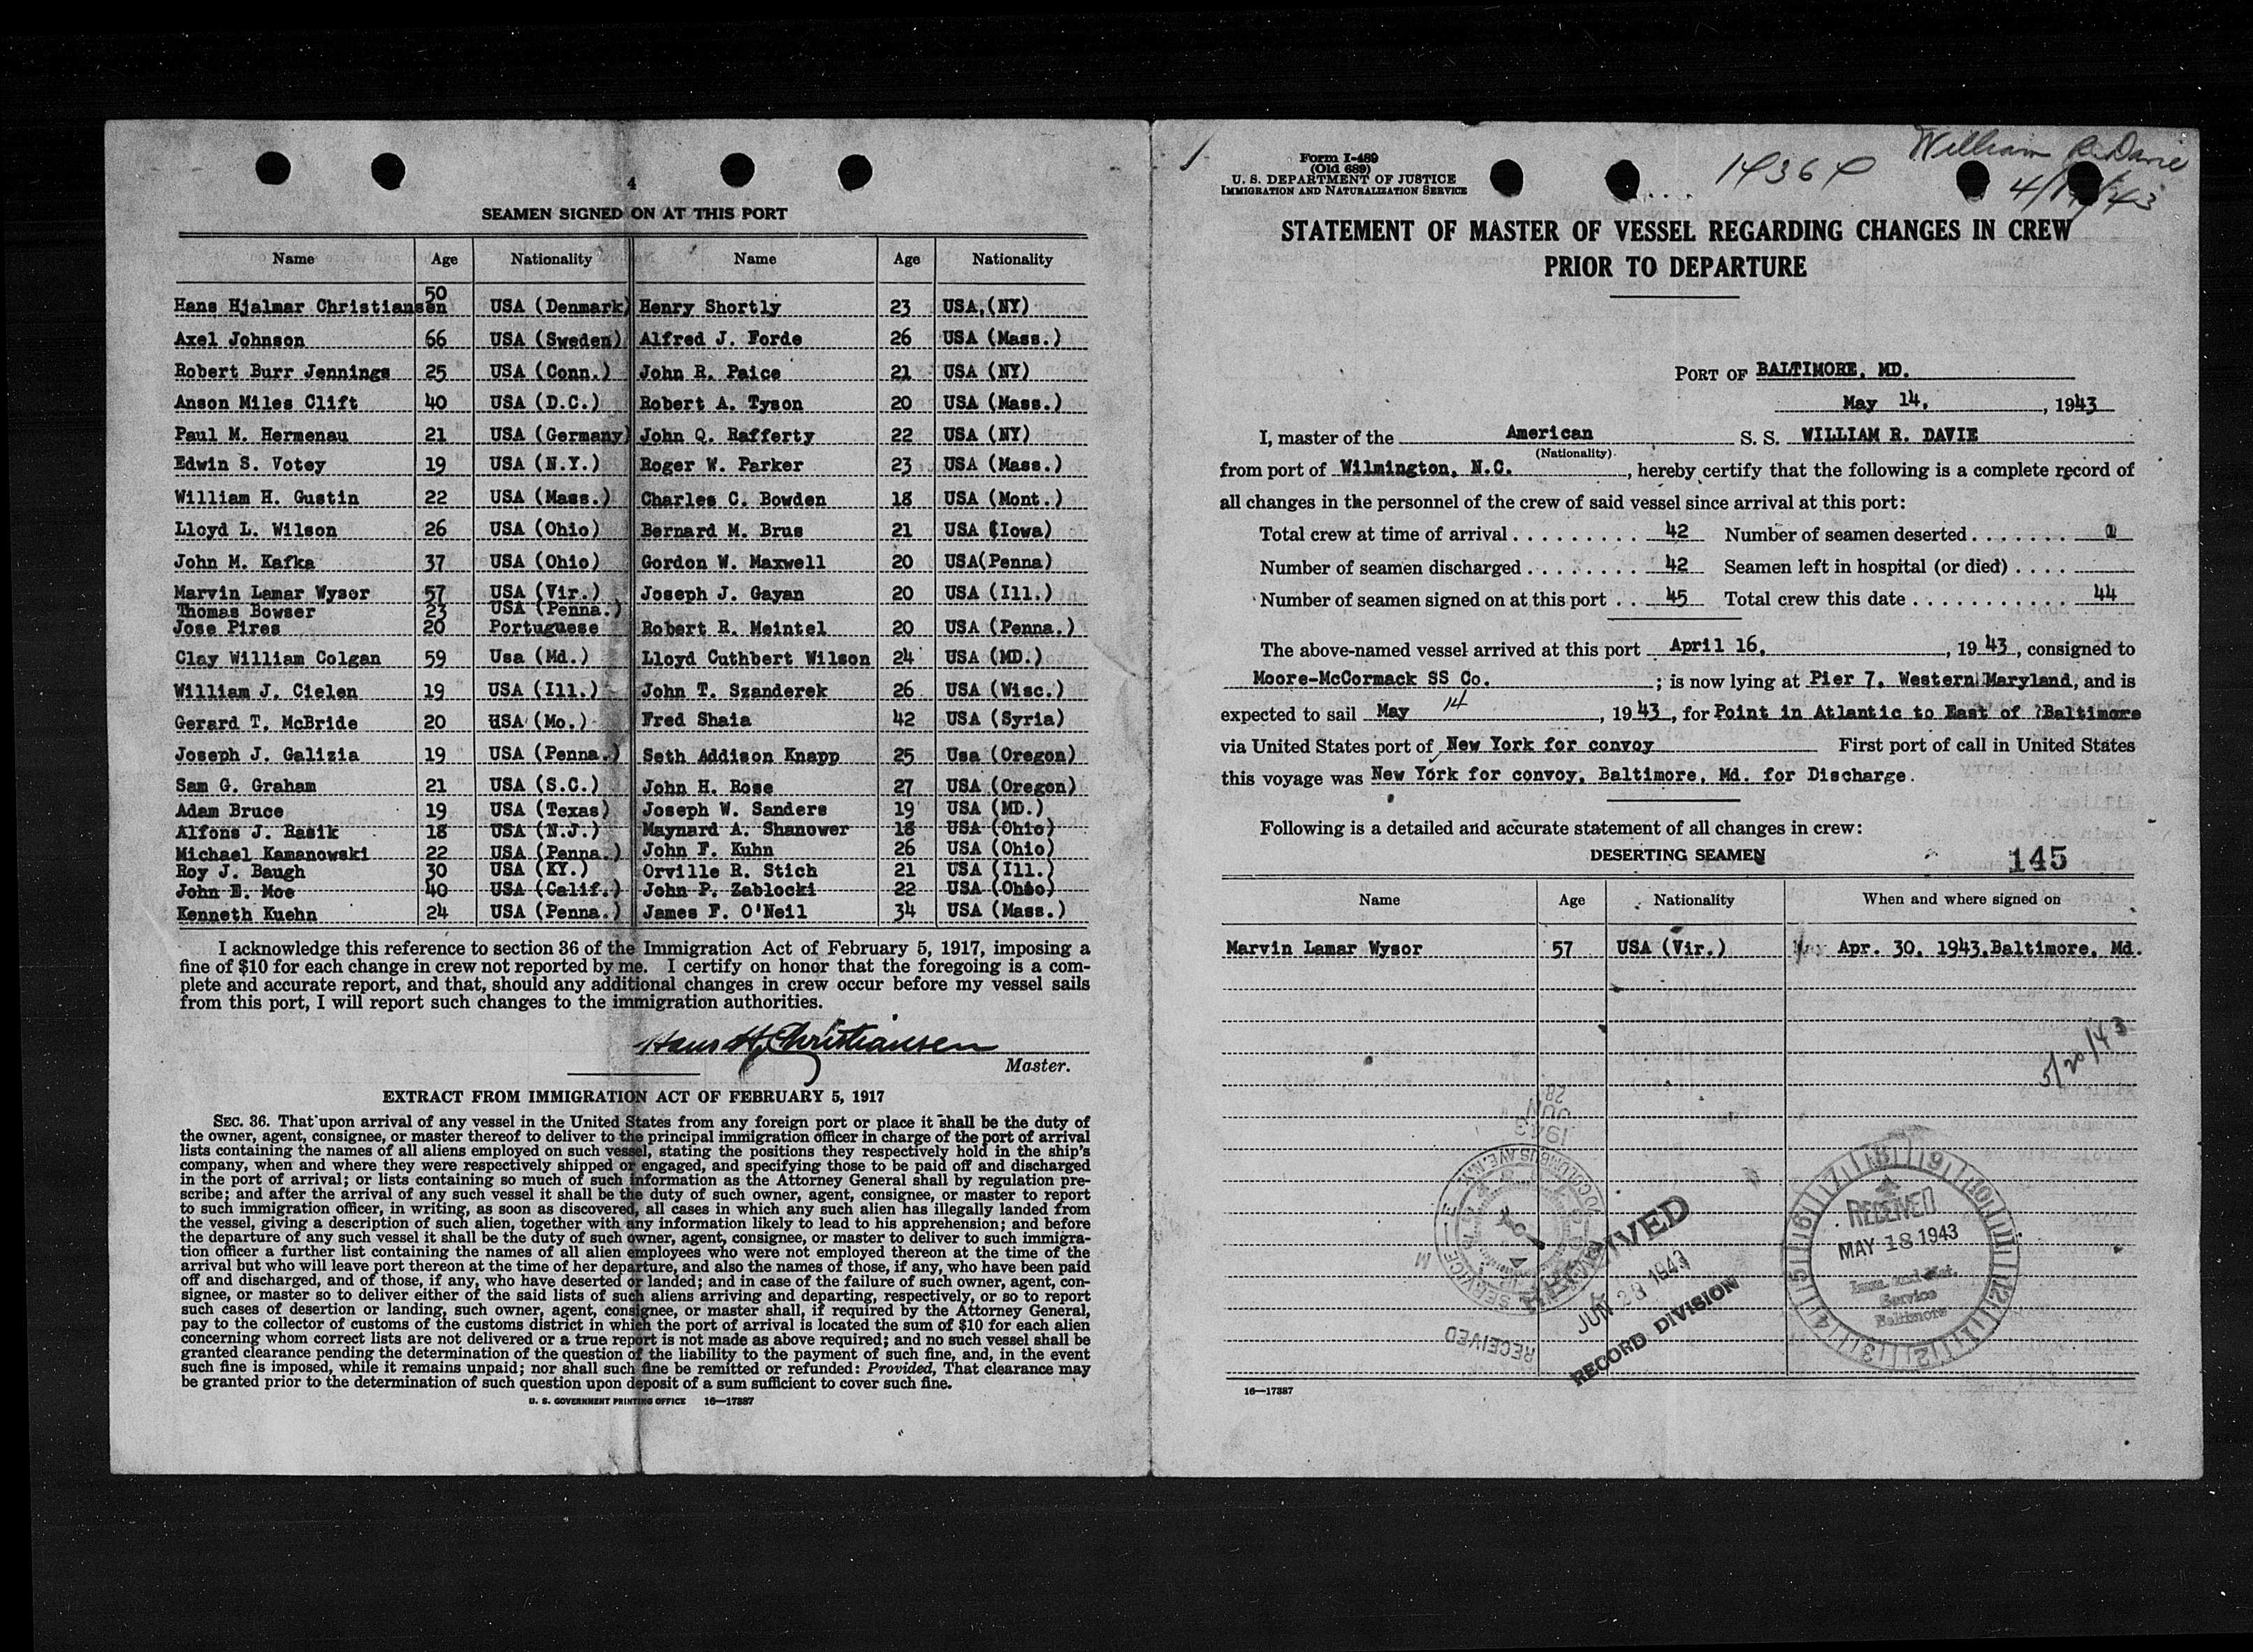 4
SEAMEN SIGNED ON AT THIS PORT
Name Age Nationality Name Age Nationality
Hans Hjalmar Christiansen 50 USA (Denmark) Henry Shortly 23 USA, (NY)
Axel Johnson 66 USA (Sweden) Alfred J. Forde 26 USA (Mass.)
Robert Burr Jennings 25 USA (Conn.) John R. Paice 21 USA (NY)
Anson Miles Clift 40 USA (D.C.) Robert A. Tyson 20 USA (Mass.)
Paul M. Hermenau 21 USA (Germany) John Q. Rafferty 22 USA (NY)
Edwin S. Votey 19 USA (N.Y.) Roger W. Parker 23 USA (Mass.)
William H. Gustin 22 USA (Mass.) Charles C. Bowden 18 USA (Mont.)
Lloyd L. Wilson 26 USA (Ohio) Bernard M. Brus 21 USA (Iowa)
John M. Kafka 37 USA (Ohio) Gordon W. Maxwell 20 USA(Penna)
Marvin Lamar Wysor 57 USA (Vir.) Joseph J. Gayan 20 USA (Ill.)
Thomas Bowser 23 USA (Penna.)
Jose Pires 20 Portuguese Robert R. Meintel 20 USA (Penna.)
Clay William Colgan 59 Usa (Md.) Lloyd Cuthbert Wilson 24 USA (MD.)
William J. Cielen 19 USA (Ill.) John T. Szanderek 26 USA (Wisc.)
Gerard T. McBride 20 USA (Mo.) Fred Shaia 42 USA (Syria)
Joseph J. Galizia 19 USA (Penna.) Seth Addison Knapp 25 Usa (Oregon)
Sam G. Graham 21 USA (S.C.) John H. Rose 27 USA (Oregon)
Adam Bruce 19 USA (Texas) Joseph W. Sanders 19 USA (MD.)
Alfons J. Rasik 18 USA (N.J.) Maynard A. Shanower 18 USA (Ohio)
Michael Kamanowski 22 USA (Penna.) John F. Kuhn 26 USA (Ohio)
Roy J. Baugh 30 USA (KY.) Orville R. Stich 21 USA (Ill.)
John E. Moe 40 USA (Calif.) John P. Zablocki 22 USA (Ohio)
Kenneth Kuehn 24 USA (Penna.) James F. O'Neil 34 USA (Mass.)
I acknowledge this reference to section 36 of the Immigration Act of February 5, 1917, imposing a
fine of $10 for each change in crew not reported by me. I certify on honor that the foregoing is a com-
plete and accurate report, and that, should any additional changes in crew occur before my vessel sails
from this port, I will report such changes to the immigration authorities.
Hans H. Christiansen
Master.
EXTRACT FROM IMMIGRATION ACT OF FEBRUARY 5, 1917
SEC. 36. That upon arrival of any vessel in the United States from any foreign port or place it shall be the duty of
the owner, agent, consignee, or master thereof to deliver to the principal immigration officer in charge of the port of arrival
lists containing the names of all aliens employed on such vessel, stating the positions they respectively hold in the ship's
company, when and where they were respectively shipped or engaged, and specifying those to be paid off and discharged
in the port of arrival; or lists containing so much of such information as the Attorney General shall by regulation pre-
scribe; and after the arrival of any such vessel it shall be the duty of such owner, agent, consignee, or master to report
to such immigration officer, in writing, as soon as discovered, all cases in which any such alien has illegally landed from
the vessel, giving a description of such alien, together with any information likely to lead to his apprehension; and before
the departure of any such vessel it shall be the duty of such owner, agent, consignee, or master to deliver to such immigra-
tion officer a further list containing the names of all alien employees who were not employed thereon at the time of the
arrival but who will leave port thereon at the time of her departure, and also the names of those, if any, who have been paid
off and discharged, and of those, if any, who have deserted or landed; and in case of the failure of such owner, agent, con-
signee, or master so to deliver either of the said lists of such aliens arriving and departing, respectively, or so to report
such cases of desertion or landing, such owner, agent, consignee, or master shall, if required by the Attorney General,
pay to the collector of customs of the customs district in which the port of arrival is located the sum of $10 for each alien
concerning whom correct lists are not delivered or a true report is not made as above required; and no such vessel shall be
granted clearance pending the determination of the question of the liability to the payment of such fine, and, in the event
such fine is imposed, while it remains unpaid; nor shall such fine be remitted or refunded: Provided, That clearance may
be granted prior to the determination of such question upon deposit of a sum sufficient to cover such fine.
U. S. GOVERNMENT PRINTING OFFICE 16—17387
1
Form I-489
(Old 689)
U. S. DEPARTMENT OF JUSTICE
IMMIGRATION AND NATURALIZATION SERVICE
William R. Davie
STATEMENT OF MASTER OF VESSEL REGARDING CHANGES IN CREW
PRIOR TO DEPARTURE
PORT OF BALTIMORE, MD.
May 14, , 1943
I, master of the American S. S. WILLIAM R. DAVIE
(Nationality)
from port of Wilmington, N.C. , hereby certify that the following is a complete record of
all changes in the personnel of the crew of said vessel since arrival at this port:
Total crew at time of arrival 42 Number of seamen deserted 1
Number of seamen discharged 42 Seamen left in hospital (or died)
Number of seamen signed on at this port 45 Total crew this date 44
The above-named vessel arrived at this port April 16, , 1943, consigned to
Moore-McCormack SS Co. ; is now lying at Pier 7, Western Maryland, and is
expected to sail May 14 , 1943, for Point in Atlantic to East of Baltimore
via United States port of New York for convoy First port of call in United States
this voyage was New York for convoy, Baltimore, Md. for Discharge.
Following is a detailed and accurate statement of all changes in crew:
DESERTING SEAMEN 145
Name Age Nationality When and where signed on
Marvin Lamar Wysor 57 USA (Vir.) Apr. 30, 1943, Baltimore, Md.
5/20/43
RECEIVED
JUN 28 1943
RECORD DIVISION
RECEIVED
MAY 18 1943
Imm. and Nat.
Service
Baltimore
16—17387